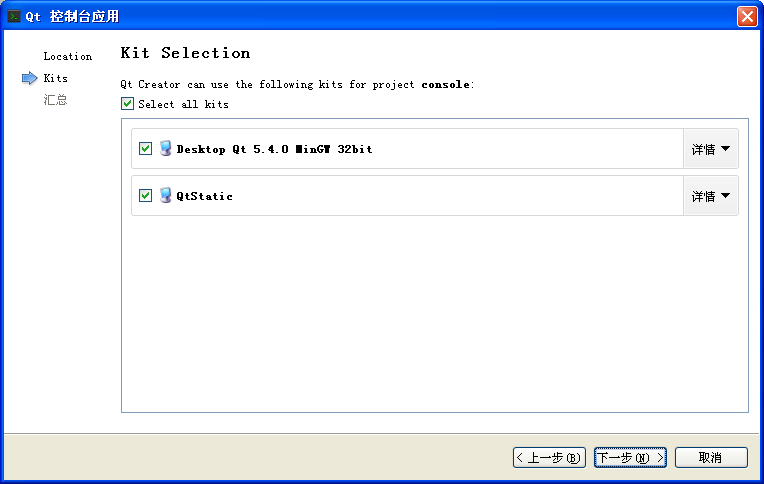 Qt 控制台应用
Location
Kits
汇总
Kit Selection
Qt Creator can use the following kits for project console:
Select all kits
Desktop Qt 5.4.0 MinGW 32bit
详情
QtStatic
详情
< 上一步(B)
下一步(N) >
取消